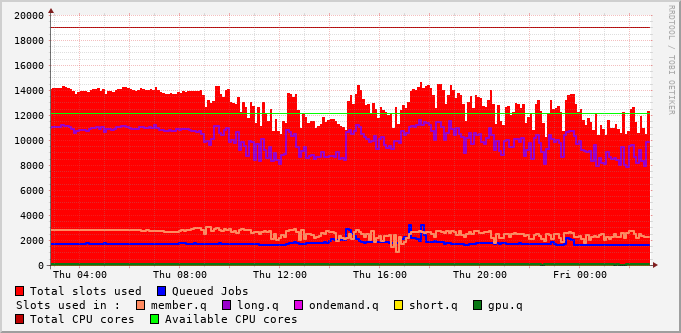 20000
18000
16000
14000
12000
10000
8000
6000
4000
2000
0
Thu 04:00 Thu 08:00 Thu 12:00 Thu 16:00 Thu 20:00 Fri 00:00
RRDTOOL / TOBI OETIKER
Total slots used Queued Jobs
Slots used in : member.q long.q ondemand.q short.q gpu.q
Total CPU cores Available CPU cores